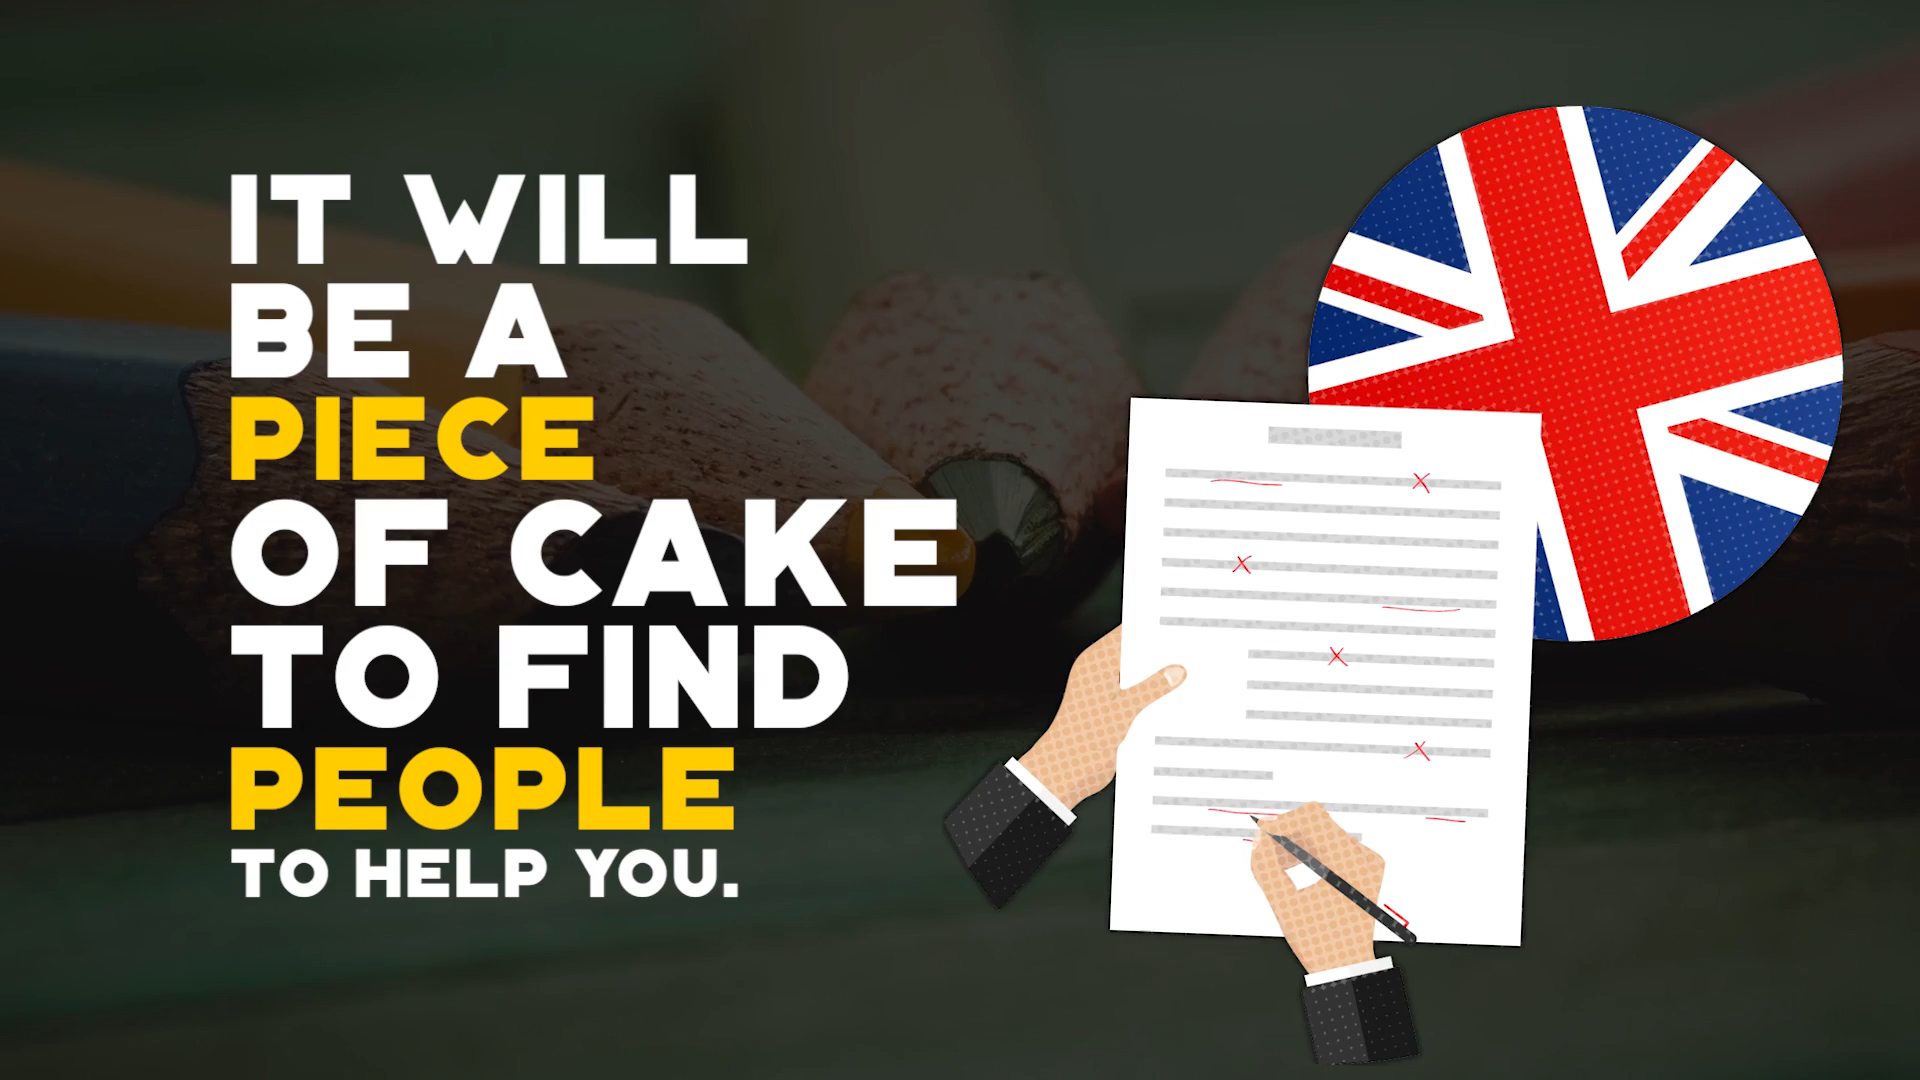 IT WILL
BE A
PIECE
OF CAKE
TO FIND
PEOPLE
TO HELP YOU.